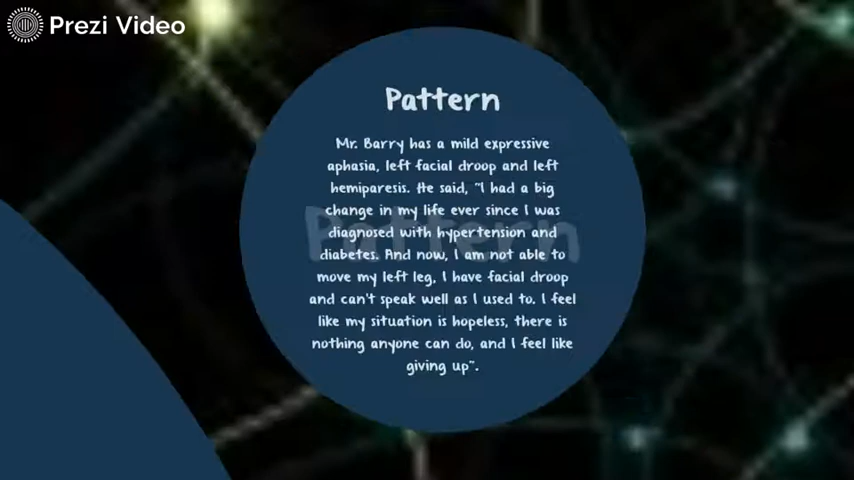 Prezi Video
Pattern
Mr. Barry has a mild expressive
aphasia, left facial droop and left
hemiparesis. He said, "I had a big
change in my life ever since I was
diagnosed with hypertension and
diabetes. And now, I am not able to
move my left leg, I have facial droop
and can't speak well as I used to. I feel
like my situation is hopeless, there is
nothing anyone can do, and I feel like
giving up".
Pattern